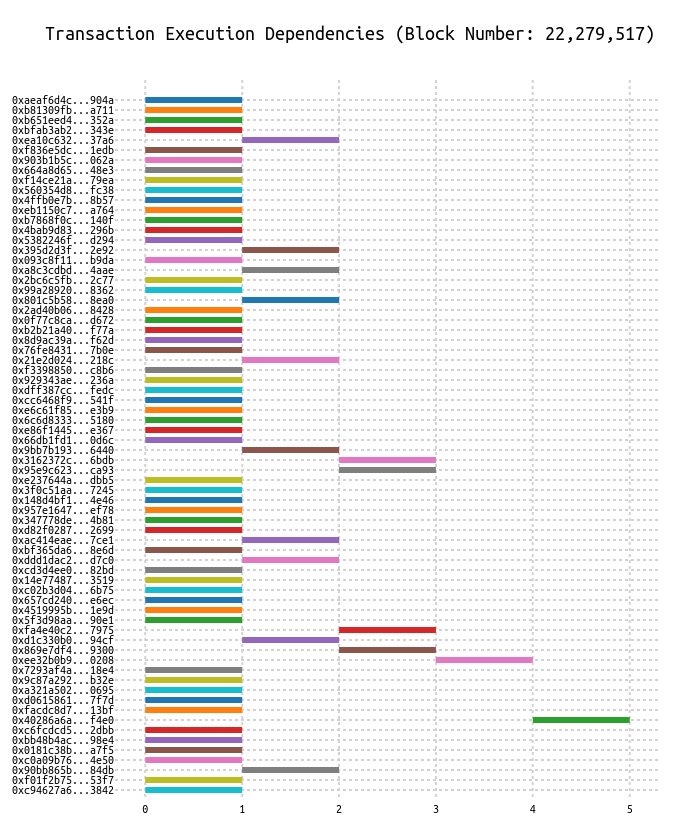 Transaction Execution Dependencies (Block Number: 22,279,517)
0xaeaf6d4c...904a
0xb81309fb...a711
0xb651eed4...352a
0xbfab3ab2...343e
0xea10c632...37a6
0xf836e5dc...1edb
0x903b1b5c...062a
0x664a8d65...48e3
0xf14ce21a...79ea
0x560354d8...fc38
0x4ffb0e7b...8b57
0xeb1150c7...a764
0xb7868f0c...140f
0x4bab9d83...296b
0x5382246f...d294
0x395d2d3f...2e92
0x093c8f11...b9da
0xa8c3cdbd...4aae
0x2bc6c5fb...2c77
0x99a28920...8362
0x801c5b58...8ea0
0x2ad40b06...8428
0x0f77c8ca...d672
0xb2b21a40...f77a
0x8d9ac39a...f62d
0x76fe8431...7b0e
0x21e2d024...218c
0xf3398850...c8b6
0x929343ae...236a
0xdff387cc...fedc
0xcc6468f9...541f
0xe6c61f85...e3b9
0x6c6d8333...5180
0xe86f1445...e367
0x66db1fd1...0d6c
0x9bb7b193...6440
0x3162372c...6bdb
0x95e9c623...ca93
0xe237644a...dbb5
0x3f0c51aa...7245
0x148d4bf1...4e46
0x957e1647...ef78
0x347778de...4b81
0xd82f0287...2699
0xac414eae...7ce1
0xbf365da6...8e6d
0xddd1dac2...d7c0
0xcd3d4ee0...82bd
0x14e77487...3519
0xc02b3d04...6b75
0x657cd240...e6ec
0x4519995b...1e9d
0x5f3d98aa...90e1
0xfa4e40c2...7975
0xd1c330b0...94cf
0x869e7df4...9300
0xee32b0b9...0208
0x7293af4a...18e4
0x9c87a292...b32e
0xa321a502...0695
0xd0615861...7f7d
0xfacdc8d7...13bf
0x40286a6a...f4e0
0xc6fcdcd5...2dbb
0xbb48b4ac...98e4
0x0181c38b...a7f5
0xc0a09b76...4e50
0x90bb865b...84db
0xf01f2b75...53f7
0xc94627a6...3842
0 1 2 3 4 5